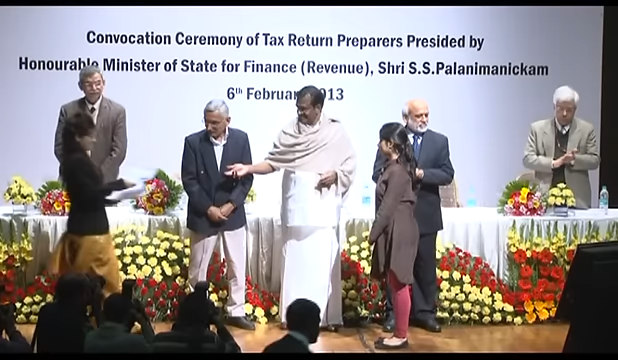 Convocation Ceremony of Tax Return Preparers Presided by
Honourable Minister of State for Finance (Revenue), Shri S.S.Palanimanickam
6th February 2013